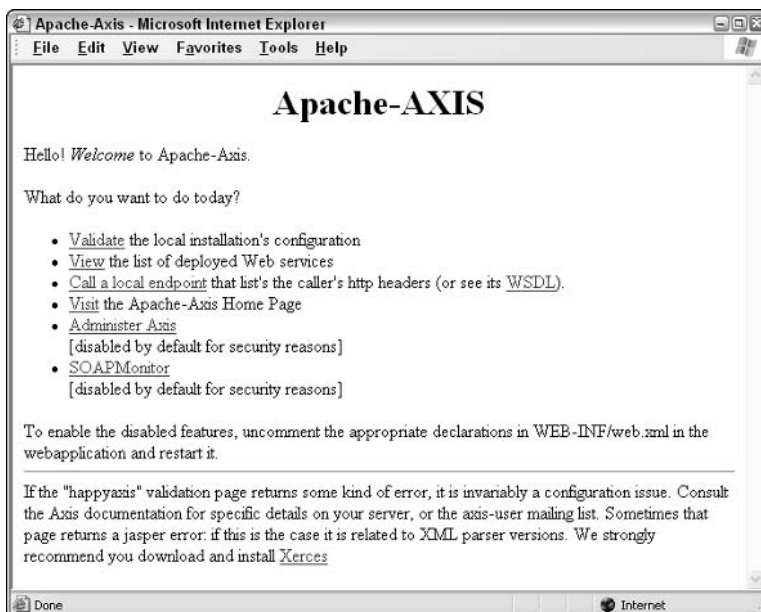 Apache-Axis - Microsoft Internet Explorer
File Edit View Favorites Tools Help
Apache-AXIS
Hello! Welcome to Apache-Axis.
What do you want to do today?
• Validate the local installation's configuration
• View the list of deployed Web services
• Call a local endpoint that list's the caller's http headers (or see its WSDL).
• Visit the Apache-Axis Home Page
• Administer Axis
[disabled by default for security reasons]
• SOAPMonitor
[disabled by default for security reasons]
To enable the disabled features, uncomment the appropriate declarations in WEB-INF/web.xml in the
webapplication and restart it.
If the "happyaxis" validation page returns some kind of error, it is invariably a configuration issue. Consult
the Axis documentation for specific details on your server, or the axis-user mailing list. Sometimes that
page returns a jasper error: if this is the case it is related to XML parser versions. We strongly
recommend you download and install Xerces
Done
Internet